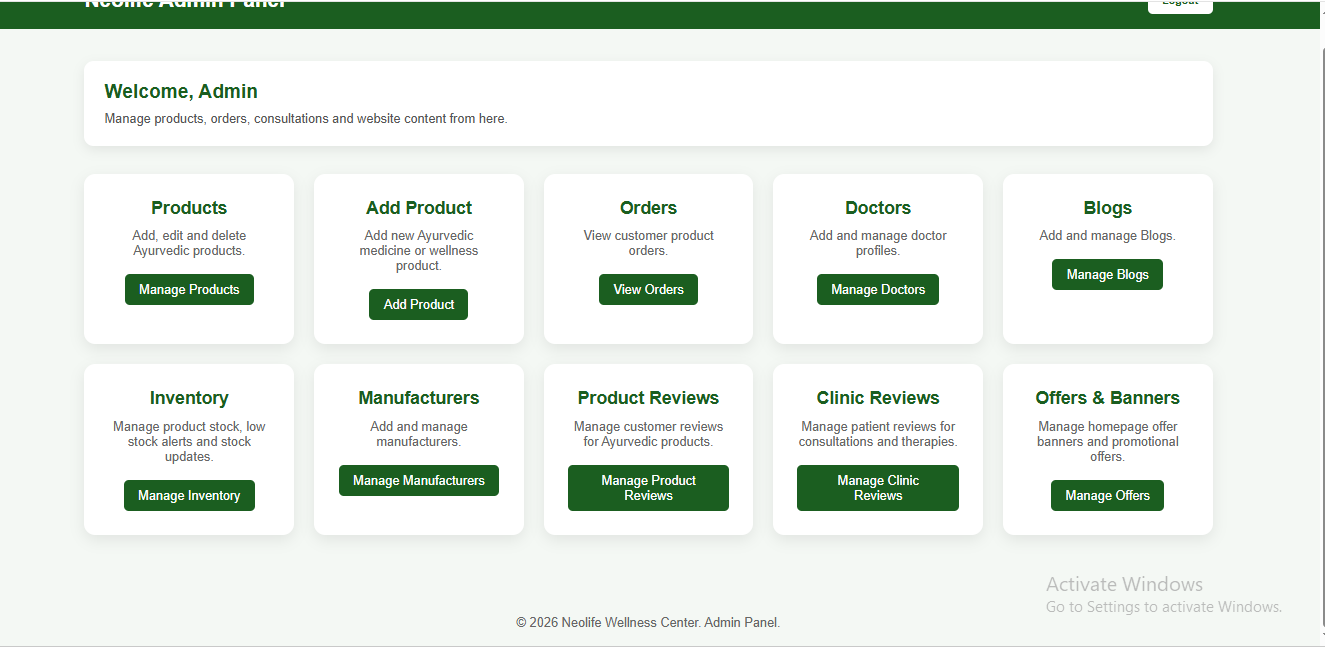 Neolife Admin Panel
Logout
Welcome, Admin
Manage products, orders, consultations and website content from here.
Products
Add, edit and delete
Ayurvedic products.
Manage Products
Add Product
Add new Ayurvedic
medicine or wellness
product.
Add Product
Orders
View customer product
orders.
View Orders
Doctors
Add and manage doctor
profiles.
Manage Doctors
Blogs
Add and manage Blogs.
Manage Blogs
Inventory
Manage product stock, low
stock alerts and stock
updates.
Manage Inventory
Manufacturers
Add and manage
manufacturers.
Manage Manufacturers
Product Reviews
Manage customer reviews
for Ayurvedic products.
Manage Product
Reviews
Clinic Reviews
Manage patient reviews for
consultations and therapies.
Manage Clinic
Reviews
Offers & Banners
Manage homepage offer
banners and promotional
offers.
Manage Offers
Activate Windows
Go to Settings to activate Windows.
© 2026 Neolife Wellness Center. Admin Panel.